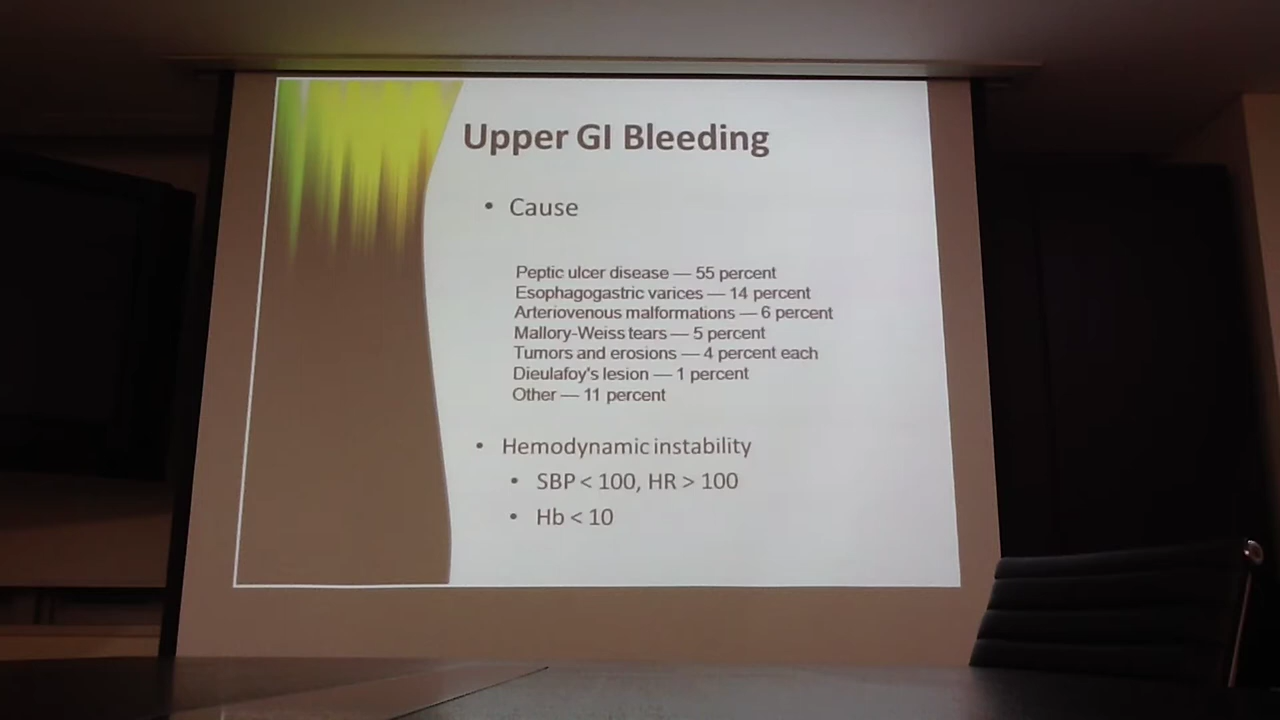 Upper GI Bleeding
• Cause
Peptic ulcer disease — 55 percent
Esophagogastric varices — 14 percent
Arteriovenous malformations — 6 percent
Mallory-Weiss tears — 5 percent
Tumors and erosions — 4 percent each
Dieulafoy's lesion — 1 percent
Other — 11 percent
• Hemodynamic instability
• SBP < 100, HR > 100
• Hb < 10